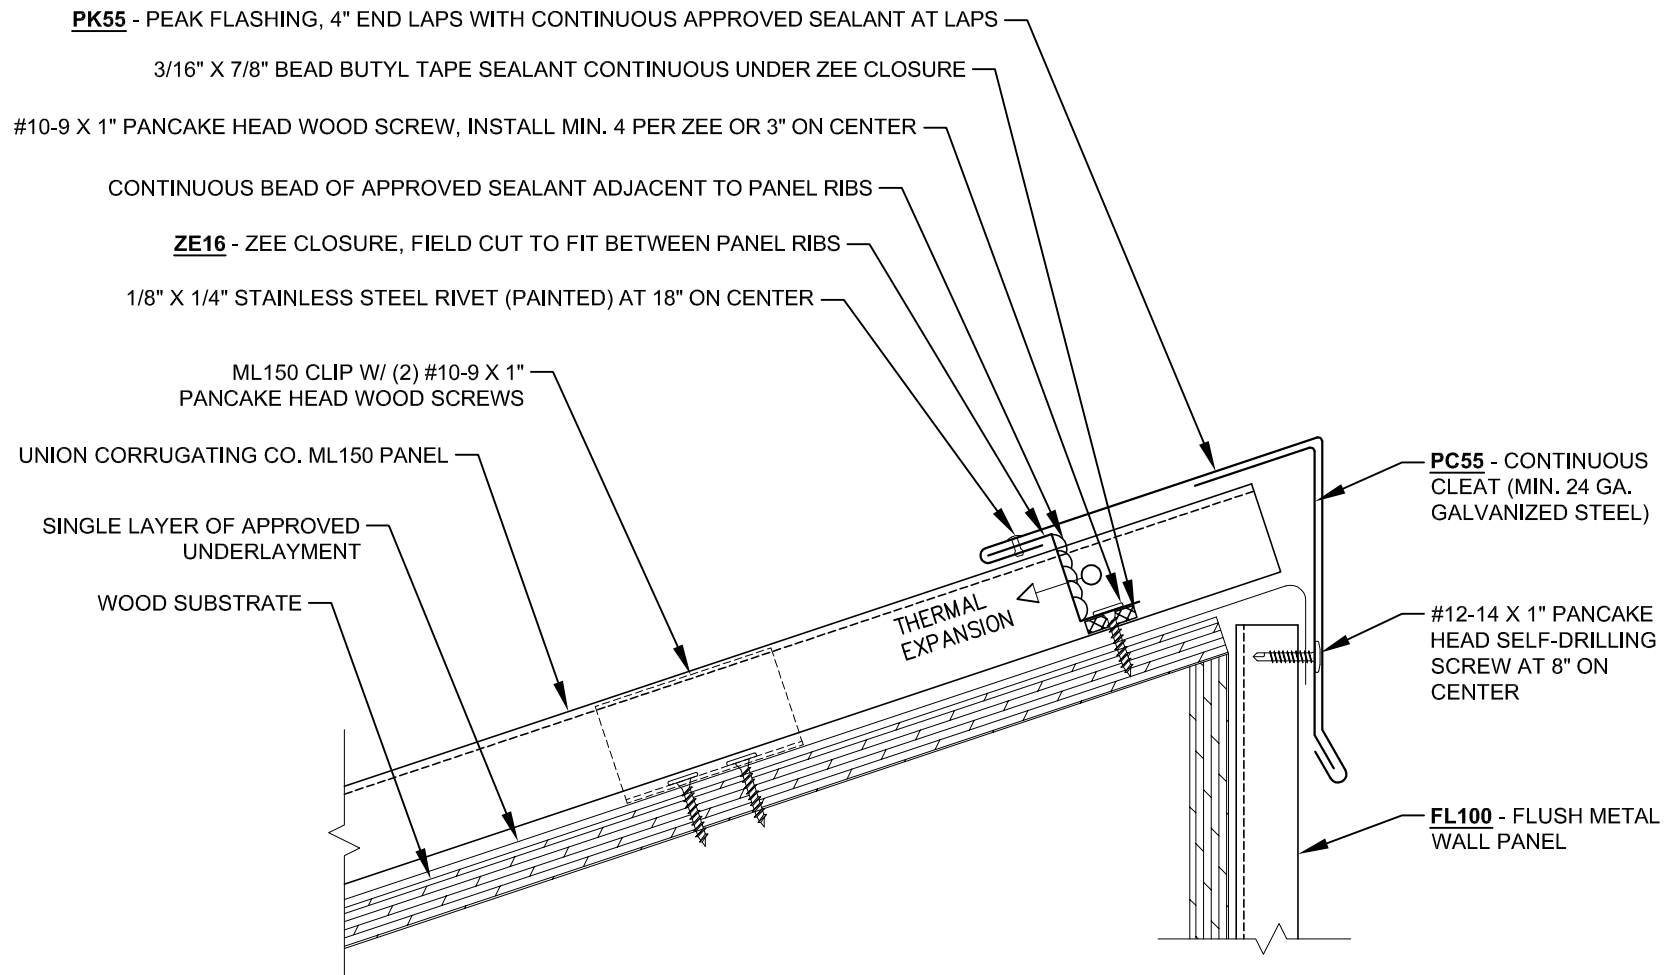 PK55 - PEAK FLASHING, 4" END LAPS WITH CONTINUOUS APPROVED SEALANT AT LAPS
3/16" X 7/8" BEAD BUTYL TAPE SEALANT CONTINUOUS UNDER ZEE CLOSURE
#10-9 X 1" PANCAKE HEAD WOOD SCREW, INSTALL MIN. 4 PER ZEE OR 3" ON CENTER
CONTINUOUS BEAD OF APPROVED SEALANT ADJACENT TO PANEL RIBS
ZE16 - ZEE CLOSURE, FIELD CUT TO FIT BETWEEN PANEL RIBS
1/8" X 1/4" STAINLESS STEEL RIVET (PAINTED) AT 18" ON CENTER
ML150 CLIP W/ (2) #10-9 X 1"
PANCAKE HEAD WOOD SCREWS
UNION CORRUGATING CO. ML150 PANEL
SINGLE LAYER OF APPROVED
UNDERLAYMENT
WOOD SUBSTRATE
THERMAL
EXPANSION
PC55 - CONTINUOUS
CLEAT (MIN. 24 GA.
GALVANIZED STEEL)
#12-14 X 1" PANCAKE
HEAD SELF-DRILLING
SCREW AT 8" ON
CENTER
FL100 - FLUSH METAL
WALL PANEL